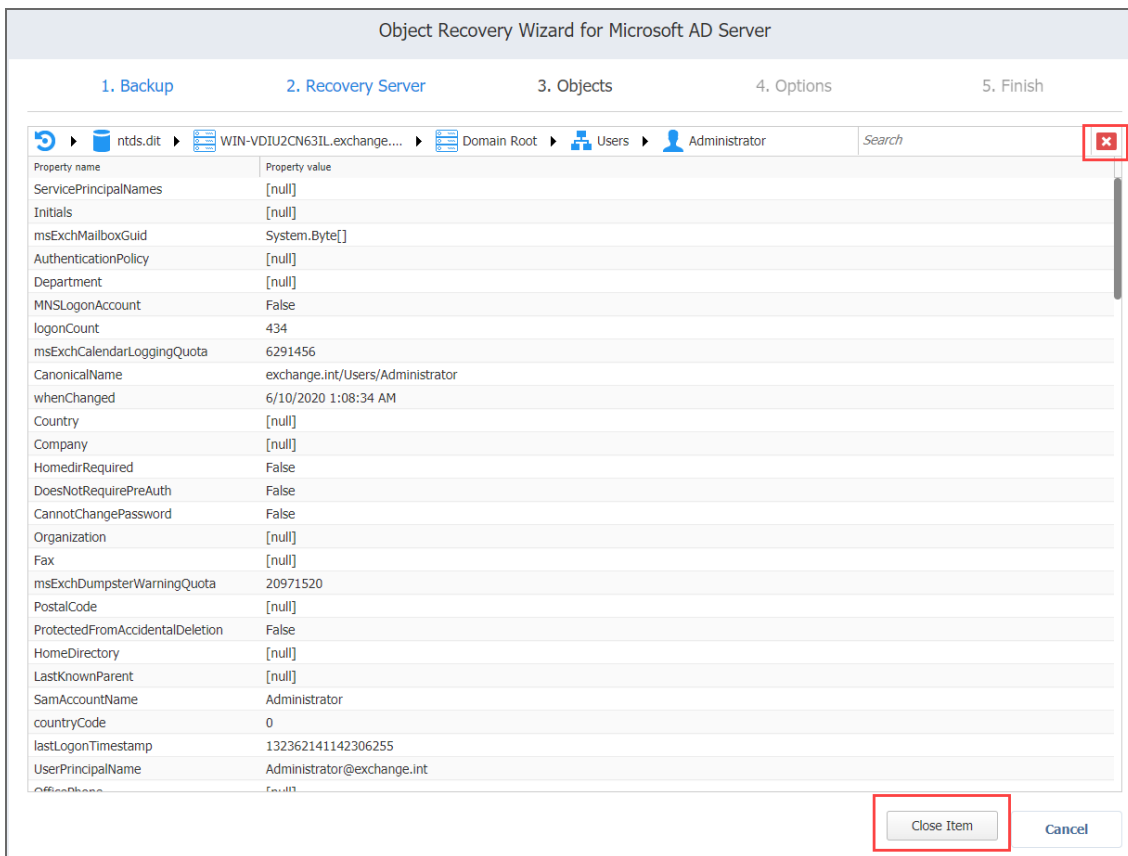 Object Recovery Wizard for Microsoft AD Server
1. Backup 2. Recovery Server 3. Objects 4. Options 5. Finish
ntds.dit WIN-VDIU2CN63IL.exchange.... Domain Root Users Administrator Search
Property name Property value
ServicePrincipalNames [null]
Initials [null]
msExchMailboxGuid System.Byte[]
AuthenticationPolicy [null]
Department [null]
MNSLogonAccount False
logonCount 434
msExchCalendarLoggingQuota 6291456
CanonicalName exchange.int/Users/Administrator
whenChanged 6/10/2020 1:08:34 AM
Country [null]
Company [null]
HomedirRequired False
DoesNotRequirePreAuth False
CannotChangePassword False
Organization [null]
Fax [null]
msExchDumpsterWarningQuota 20971520
PostalCode [null]
ProtectedFromAccidentalDeletion False
HomeDirectory [null]
LastKnownParent [null]
SamAccountName Administrator
countryCode 0
lastLogonTimestamp 132362141142306255
UserPrincipalName Administrator@exchange.int
OfficePhone [null]
Close Item Cancel